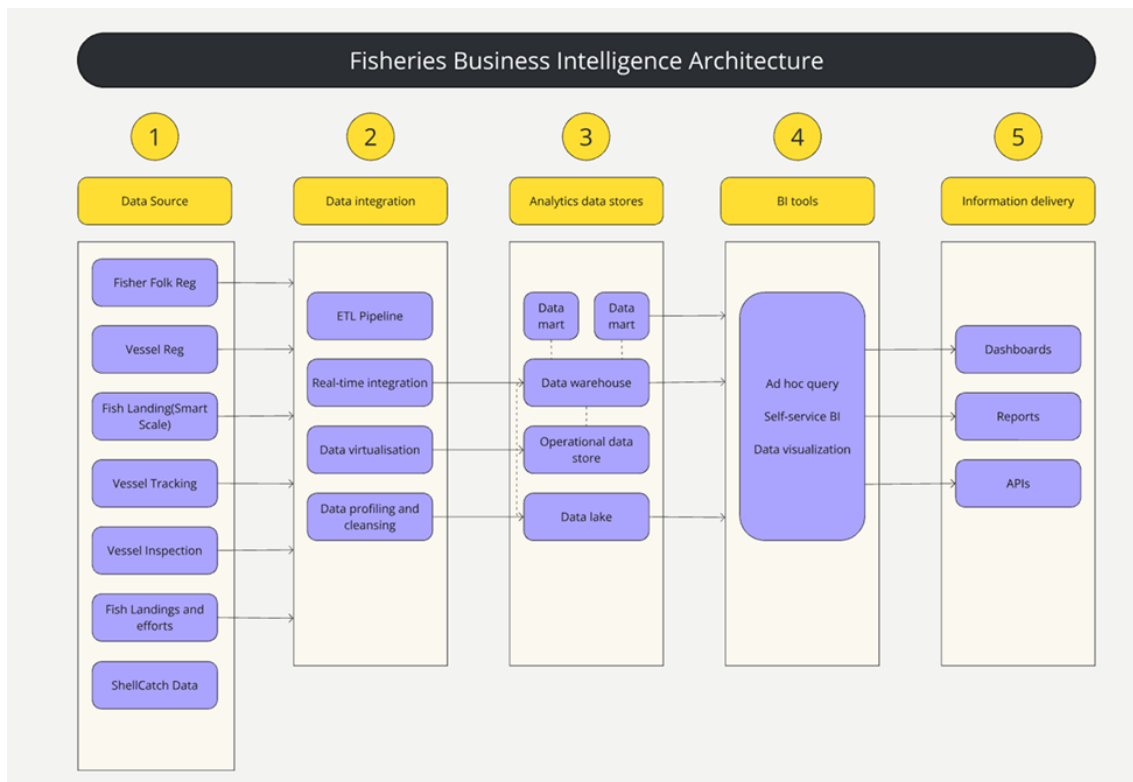 Fisheries Business Intelligence Architecture
1
2
3
4
5
Data Source
Data integration
Analytics data stores
BI tools
Information delivery
Fisher Folk Reg
Vessel Reg
Fish Landing(Smart
Scale)
Vessel Tracking
Vessel Inspection
Fish Landings and
efforts
ShellCatch Data
ETL Pipeline
Real-time integration
Data virtualisation
Data profiling and
cleansing
Data
mart
Data
mart
Data warehouse
Operational data
store
Data lake
Ad hoc query
Self-service BI
Data visualization
Dashboards
Reports
APIs